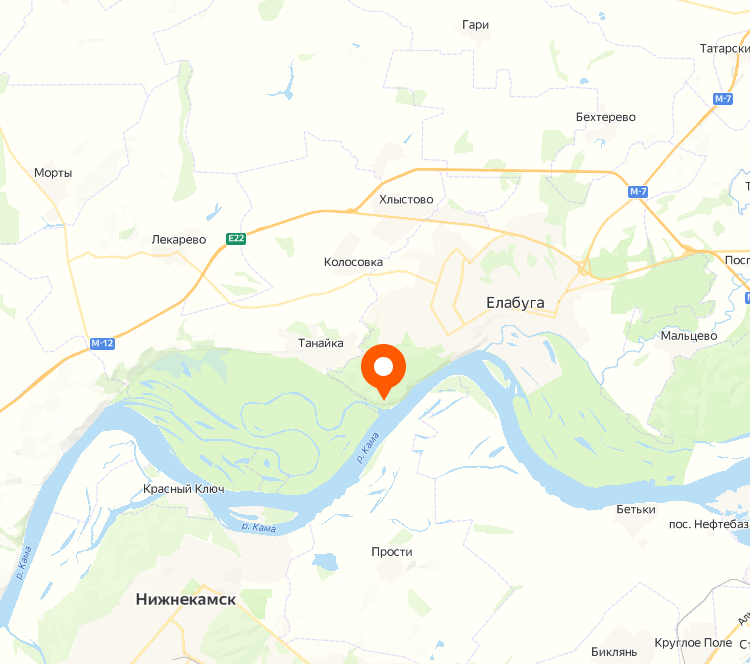 Гари
Татарски
М-7
Бехтерево
Морты
М-7
Хлыстово
Лекарево
E22
Колосовка
Посп
Елабуга
М-12
Танайка
Мальцево
р. Кама
Красный Ключ
р. Кама
Бетьки
пос. Нефтебаз
р. Кама
Прости
Нижнекамск
Круглое Поле
Биклянь